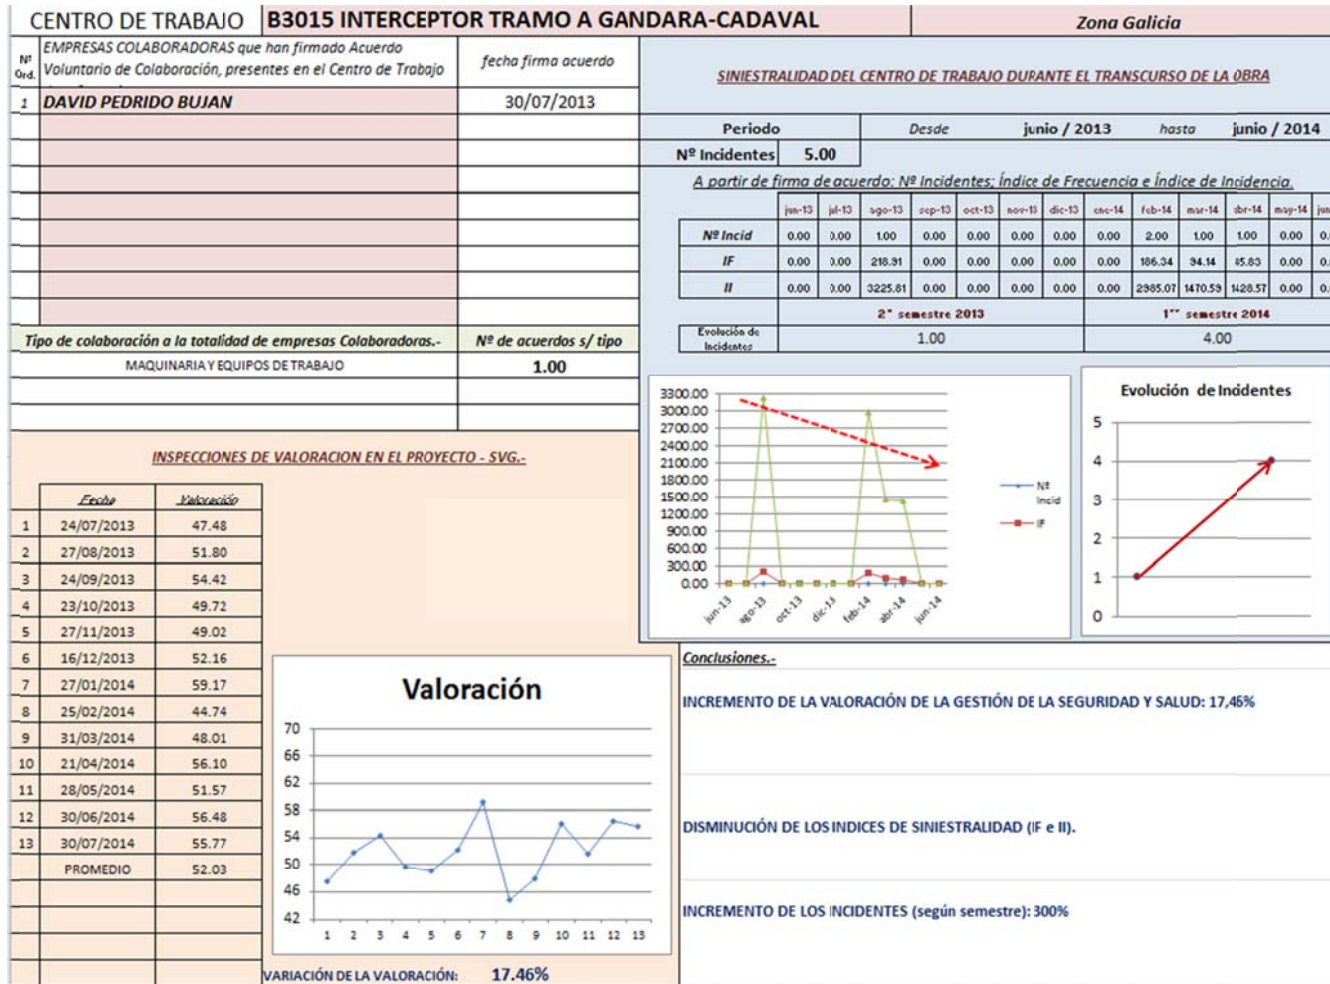 CENTRO DE TRABAJO B3015 INTERCEPTOR TRAMO A GANDARA-CADAVAL Zona Galicia
Nº Ord. EMPRESAS COLABORADORAS que han firmado Acuerdo Voluntario de Colaboración, presentes en el Centro de Trabajo fecha firma acuerdo
1 DAVID PEDRIDO BUJAN 30/07/2013
Tipo de colaboración a la totalidad de empresas Colaboradoras.- Nº de acuerdos s/ tipo
MAQUINARIA Y EQUIPOS DE TRABAJO 1.00
SINIESTRALIDAD DEL CENTRO DE TRABAJO DURANTE EL TRANSCURSO DE LA OBRA
Periodo Desde junio / 2013 hasta junio / 2014
Nº Incidentes 5.00
A partir de firma de acuerdo: Nº Incidentes; Índice de Frecuencia e Índice de Incidencia.
jun-13 jul-13 ago-13 sep-13 oct-13 nov-13 dic-13 ene-14 feb-14 mar-14 abr-14 may-14 jun
Nº Incid 0.00 0.00 1.00 0.00 0.00 0.00 0.00 0.00 2.00 1.00 1.00 0.00 0.
IF 0.00 0.00 218.91 0.00 0.00 0.00 0.00 0.00 186.34 94.14 85.83 0.00 0.
II 0.00 0.00 3225.81 0.00 0.00 0.00 0.00 0.00 2985.07 1470.59 1428.57 0.00 0.
2º semestre 2013 1er semestre 2014
Evolución de Incidentes 1.00 4.00
3300.00
3000.00
2700.00
2400.00
2100.00
1800.00
1500.00
1200.00
900.00
600.00
300.00
0.00
jun-13 ago-13 oct-13 dic-13 feb-14 abr-14 jun-14
Nº Incid
IF
Evolución de Incidentes
5
4
3
2
1
0
INSPECCIONES DE VALORACION EN EL PROYECTO - SVG.-
Fecha Valoración
1 24/07/2013 47.48
2 27/08/2013 51.80
3 24/09/2013 54.42
4 23/10/2013 49.72
5 27/11/2013 49.02
6 16/12/2013 52.16
7 27/01/2014 59.17
8 25/02/2014 44.74
9 31/03/2014 48.01
10 21/04/2014 56.10
11 28/05/2014 51.57
12 30/06/2014 56.48
13 30/07/2014 55.77
PROMEDIO 52.03
Valoración
70
66
62
58
54
50
46
42
1 2 3 4 5 6 7 8 9 10 11 12 13
VARIACIÓN DE LA VALORACIÓN: 17.46%
Conclusiones.-
INCREMENTO DE LA VALORACIÓN DE LA GESTIÓN DE LA SEGURIDAD Y SALUD: 17,46%
DISMINUCIÓN DE LOS INDICES DE SINIESTRALIDAD (IF e II).
INCREMENTO DE LOS INCIDENTES (según semestre): 300%